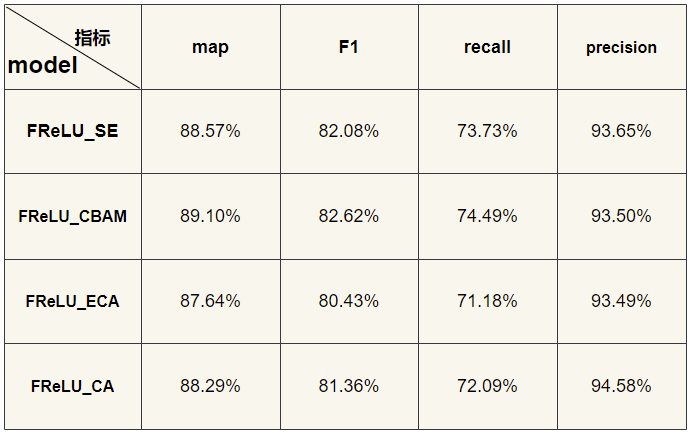 指标
model
map F1 recall precision
FReLU_SE 88.57% 82.08% 73.73% 93.65%
FReLU_CBAM 89.10% 82.62% 74.49% 93.50%
FReLU_ECA 87.64% 80.43% 71.18% 93.49%
FReLU_CA 88.29% 81.36% 72.09% 94.58%